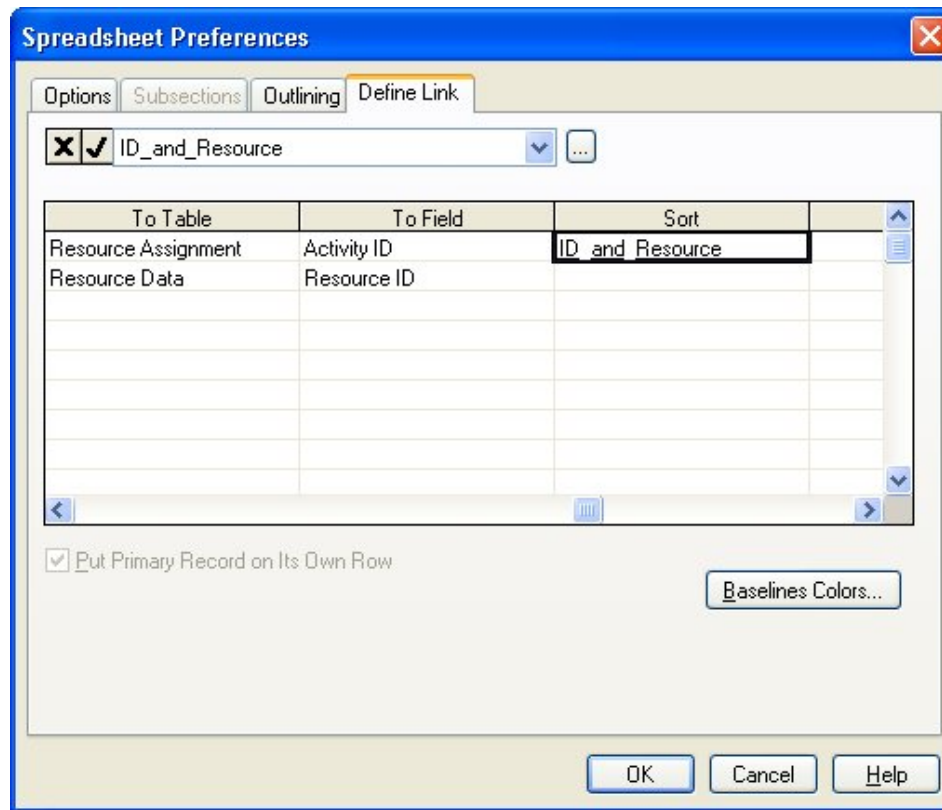 Spreadsheet Preferences
Options Subsections Outlining Define Link
ID_and_Resource ...
To Table To Field Sort
Resource Assignment Activity ID ID_and_Resource
Resource Data Resource ID
Put Primary Record on Its Own Row
Baselines Colors...
OK Cancel Help